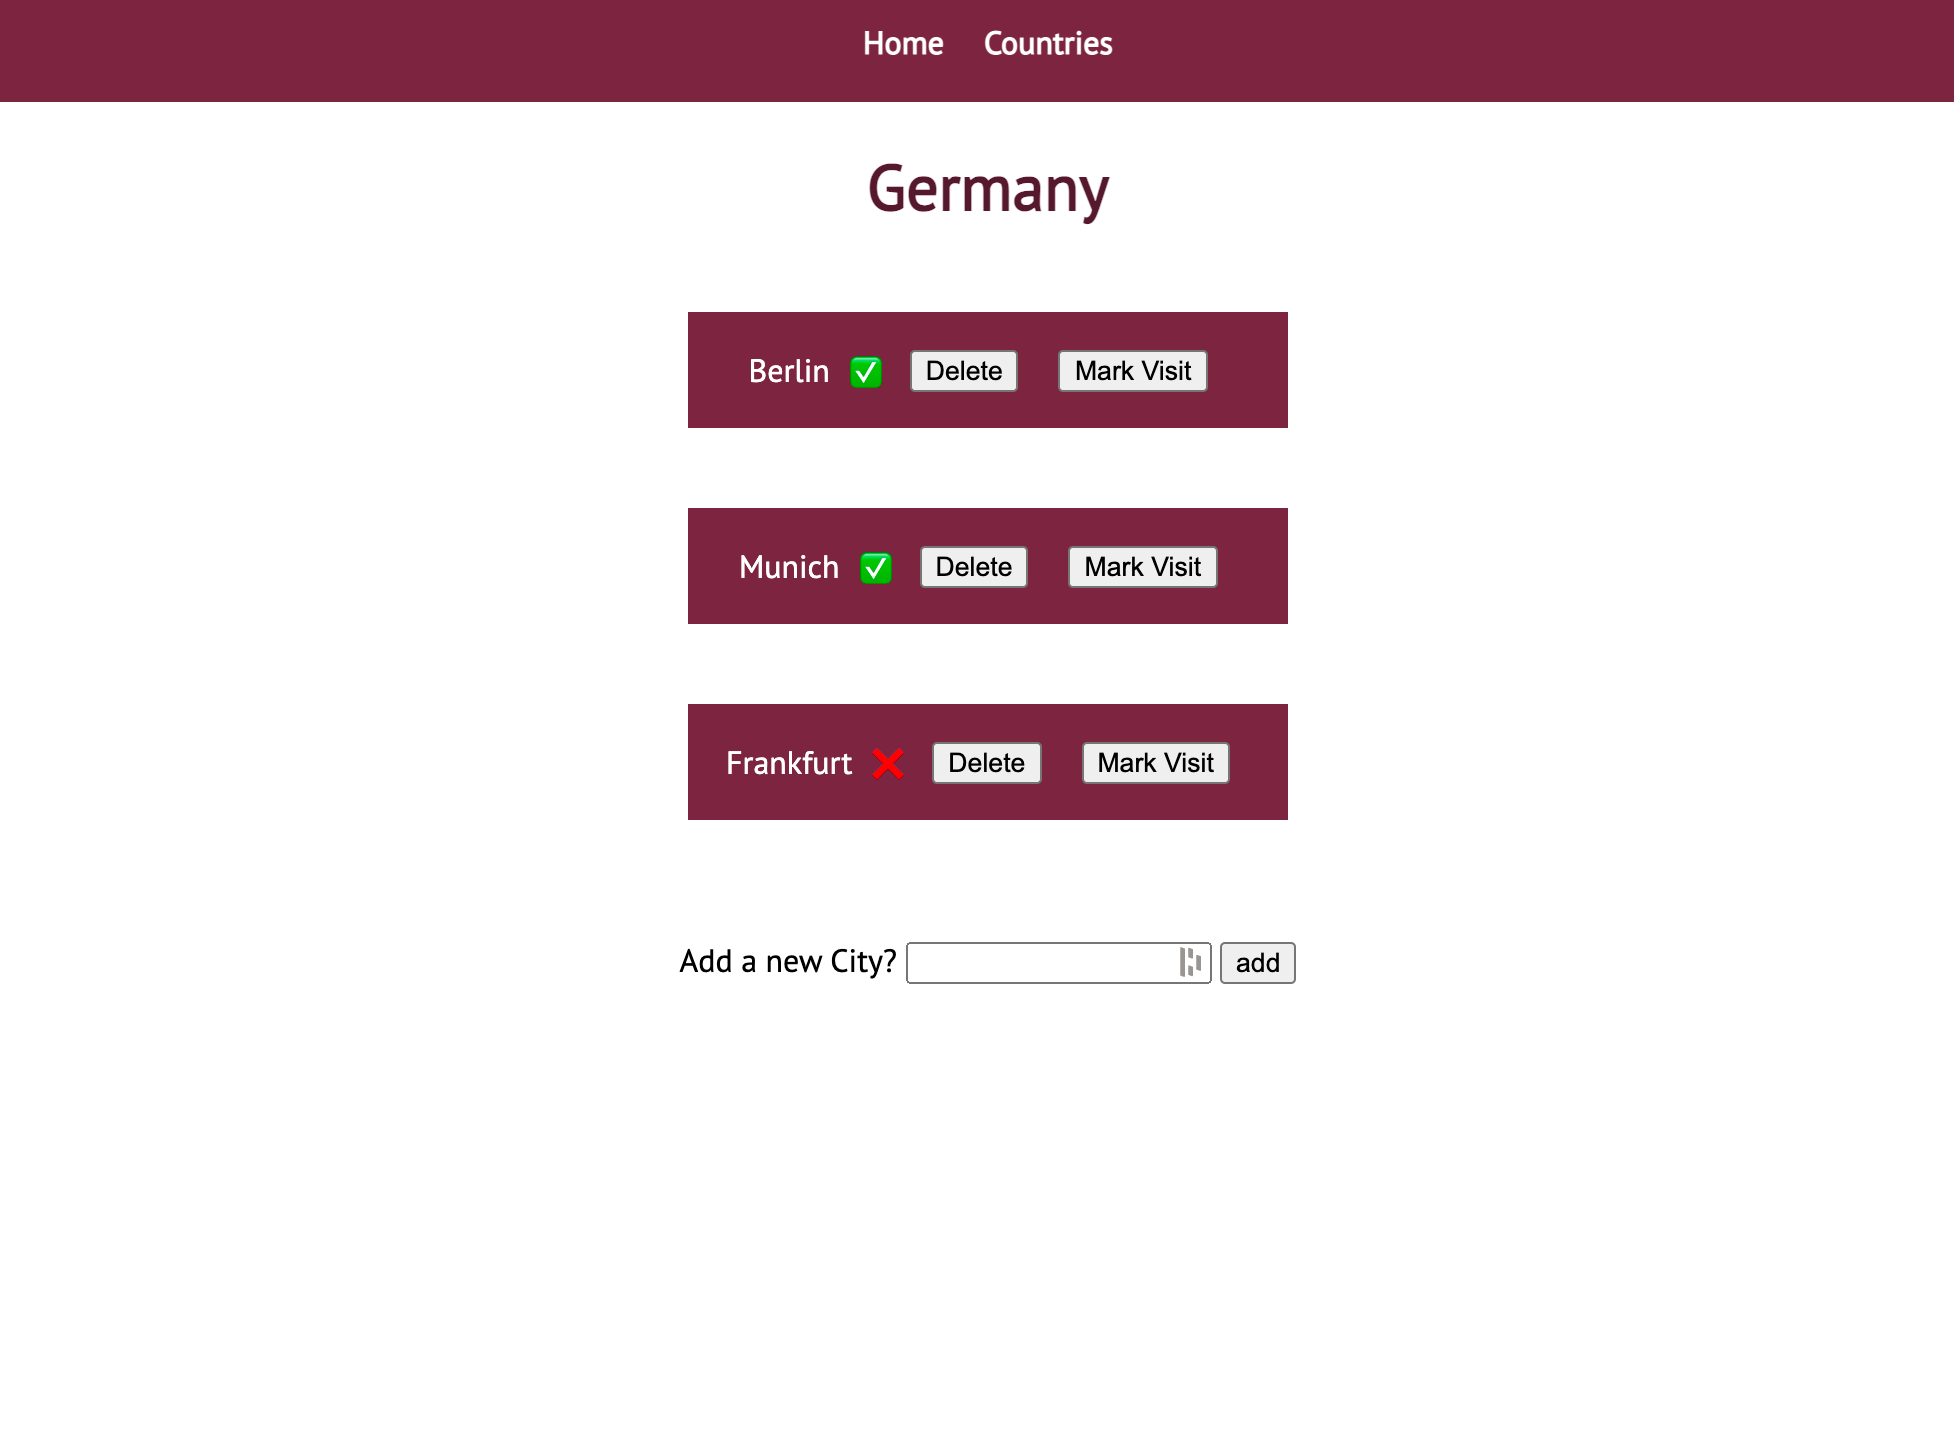 Home Countries
Germany
Berlin ✅ Delete Mark Visit
Munich ✅ Delete Mark Visit
Frankfurt ❌ Delete Mark Visit
Add a new City? add